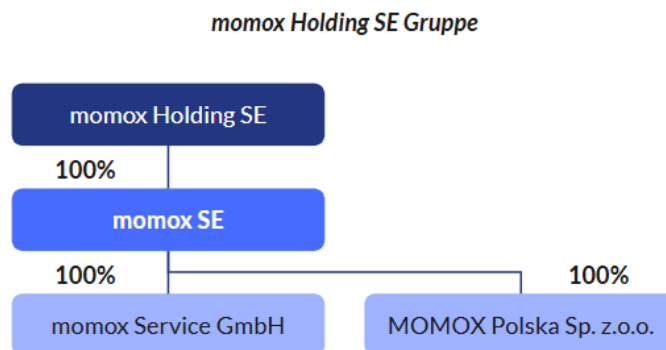 momox Holding SE Gruppe
momox Holding SE
100%
momox SE
100%
100%
momox Service GmbH
MOMOX Polska Sp. z.o.o.